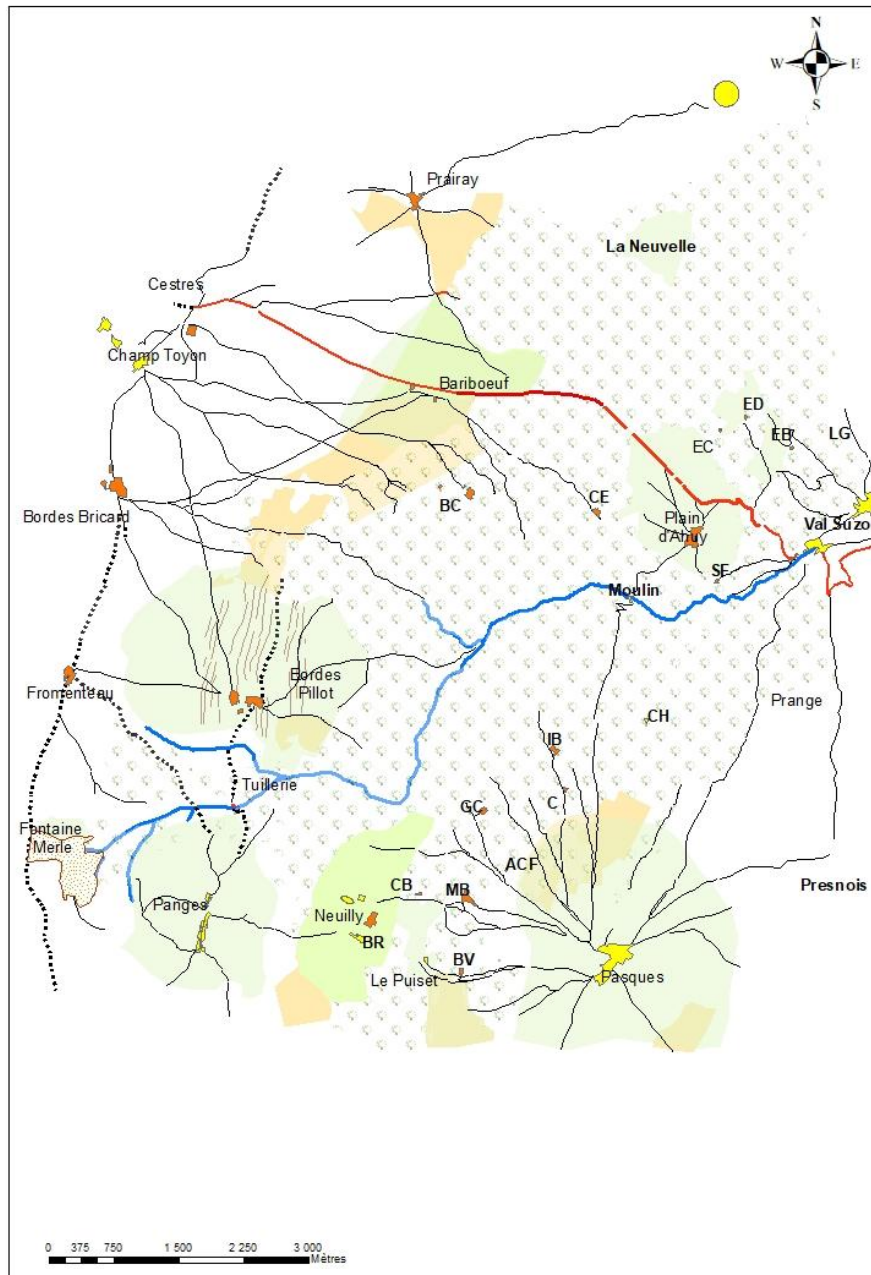 N
W E
S
Prairay
La Neuvelle
Cestres
Champ Toyon
Bariboeuf
ED
EC
EB
LG
BC
CE
Bordes Bricard
Plain
d'Ahuy
Val Suzo
SF
Moulin
Fromenteau
Bordes
Pillot
Prange
CH
IB
Tuillerie
C
GC
Fontaine
Merle
ACF
CB
MB
Presnois
Panges
Neuilly
BR
BV
Le Puiset
Pasques
0 375 750 1 500 2 250 3 000
Mètres